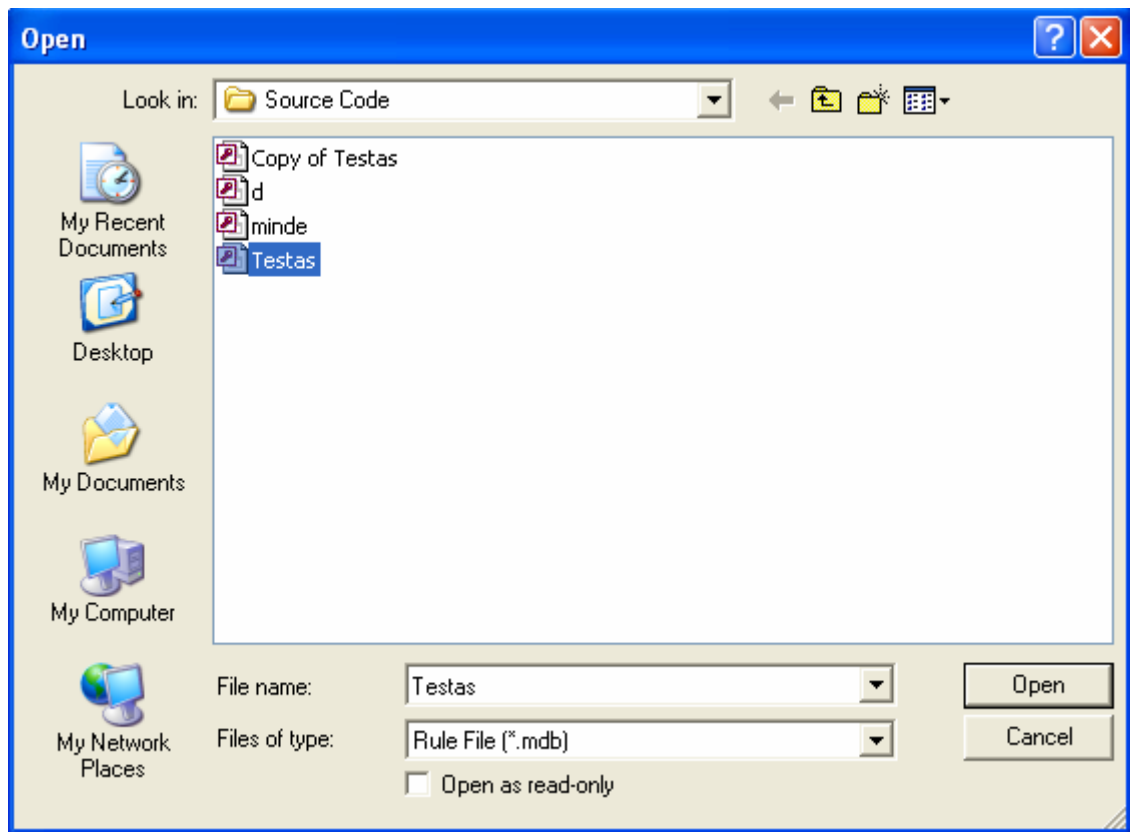 Open
?
Look in: Source Code
Copy of Testas
d
minde
Testas
My Recent
Documents
Desktop
My Documents
My Computer
My Network
Places
File name: Testas Open
Files of type: Rule File (*.mdb) Cancel
Open as read-only